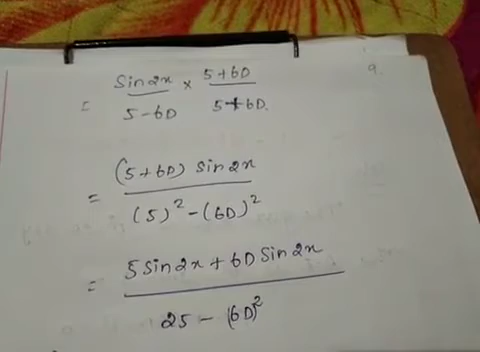 = sin2x / 5-6D × 5+6D / 5+6D.
9
= (5+6D) sin2x / (5)² - (6D)²
= 5sin2x + 6D sin2x / 25 - (6D)²